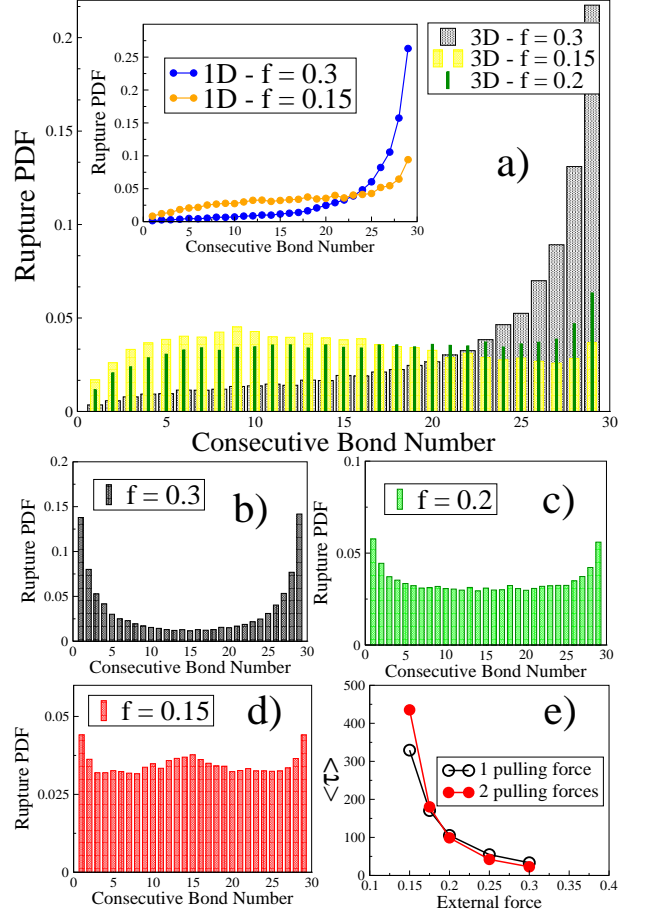 3D - f = 0.3
3D - f = 0.15
3D - f = 0.2
1D - f = 0.3
1D - f = 0.15
a)
Rupture PDF
0.25
0.2
0.15
0.1
0.05
0
0 5 10 15 20 25 30
Consecutive Bond Number
Rupture PDF
0.2
0.15
0.1
0.05
0
0 5 10 15 20 25 30
Consecutive Bond Number
f = 0.3
b)
Rupture PDF
0.2
0.15
0.1
0.05
0
0 5 10 15 20 25 30
Consecutive Bond Number
f = 0.2
c)
Rupture PDF
0.1
0.05
0
0 5 10 15 20 25 30
Consecutive Bond Number
f = 0.15
d)
Rupture PDF
0.05
0.025
0
0 5 10 15 20 25 30
Consecutive Bond Number
e)
1 pulling force
2 pulling forces
<τ>
500
450
400
350
300
250
200
150
100
50
0
0.1 0.15 0.2 0.25 0.3 0.35 0.4
External force